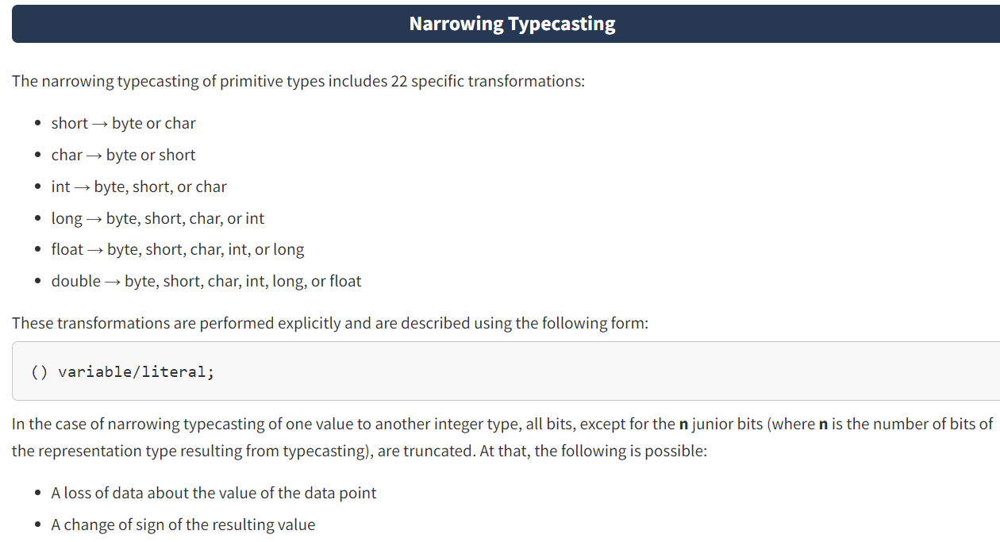 Narrowing Typecasting
The narrowing typecasting of primitive types includes 22 specific transformations:
• short → byte or char
• char → byte or short
• int → byte, short, or char
• long → byte, short, char, or int
• float → byte, short, char, int, or long
• double → byte, short, char, int, long, or float
These transformations are performed explicitly and are described using the following form:
() variable/literal;
In the case of narrowing typecasting of one value to another integer type, all bits, except for the n junior bits (where n is the number of bits of
the representation type resulting from typecasting), are truncated. At that, the following is possible:
• A loss of data about the value of the data point
• A change of sign of the resulting value